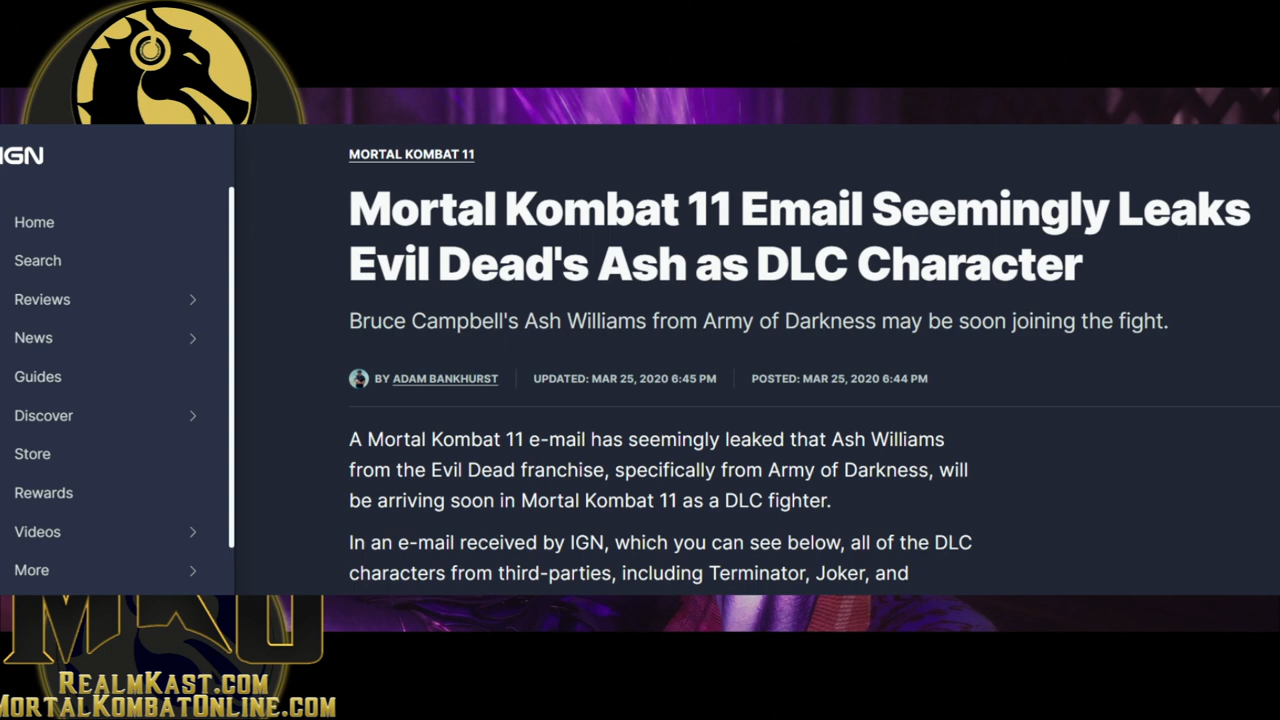 IGN
Home
Search
Reviews
News
Guides
Discover
Store
Rewards
Videos
More
MORTAL KOMBAT 11
Mortal Kombat 11 Email Seemingly Leaks
Evil Dead's Ash as DLC Character
Bruce Campbell's Ash Williams from Army of Darkness may be soon joining the fight.
BY ADAM BANKHURST
UPDATED: MAR 25, 2020 6:45 PM
POSTED: MAR 25, 2020 6:44 PM
A Mortal Kombat 11 e-mail has seemingly leaked that Ash Williams
from the Evil Dead franchise, specifically from Army of Darkness, will
be arriving soon in Mortal Kombat 11 as a DLC fighter.
In an e-mail received by IGN, which you can see below, all of the DLC
characters from third-parties, including Terminator, Joker, and
MKO
REALMKAST.COM
MORTALKOMBATONLINE.COM